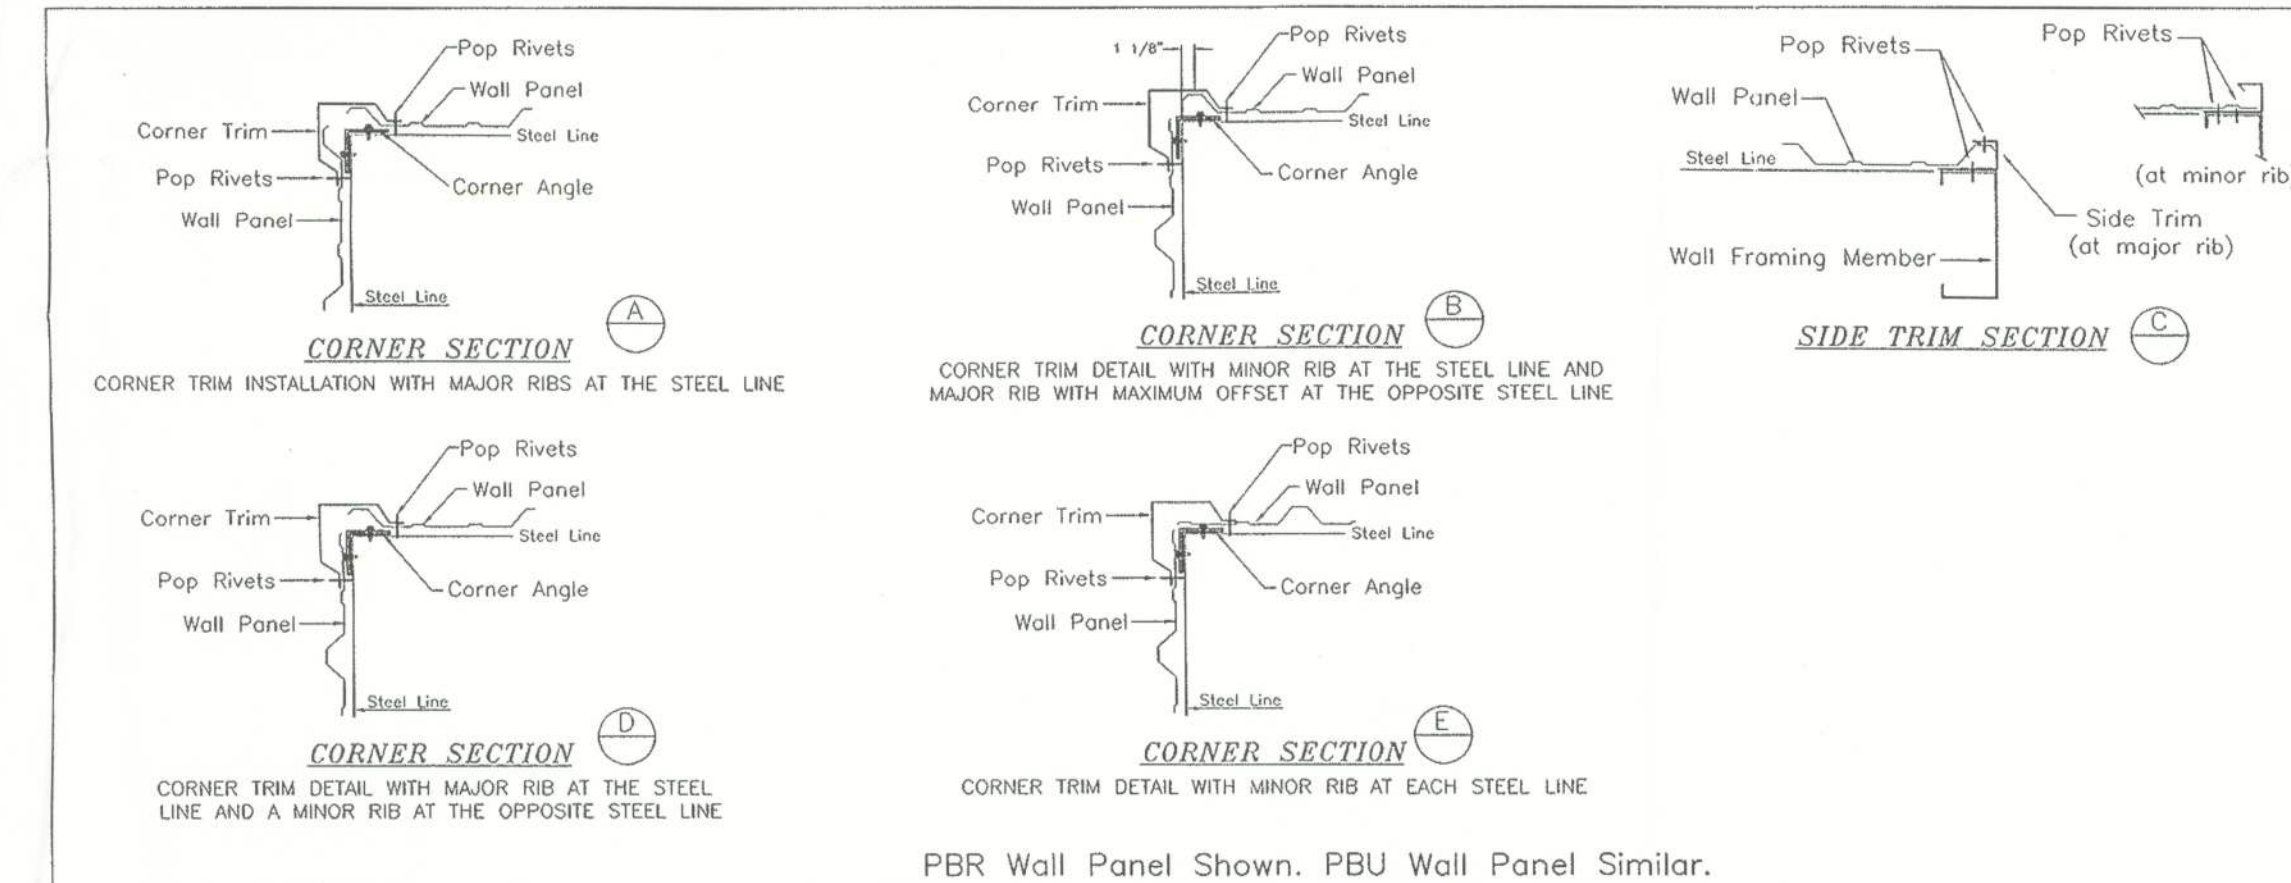 Pop Rivets
Wall Panel
Corner Trim
Steel Line
Pop Rivets
Corner Angle
Wall Panel
Steel Line
A
CORNER SECTION
CORNER TRIM INSTALLATION WITH MAJOR RIBS AT THE STEEL LINE
1 1/8"
Pop Rivets
Wall Panel
Corner Trim
Steel Line
Pop Rivets
Corner Angle
Wall Panel
Steel Line
B
CORNER SECTION
CORNER TRIM DETAIL WITH MINOR RIB AT THE STEEL LINE AND
MAJOR RIB WITH MAXIMUM OFFSET AT THE OPPOSITE STEEL LINE
Pop Rivets
Pop Rivets
Wall Panel
Steel Line
(at minor rib)
Side Trim
(at major rib)
Wall Framing Member
SIDE TRIM SECTION
C
Pop Rivets
Wall Panel
Corner Trim
Steel Line
Pop Rivets
Corner Angle
Wall Panel
Steel Line
D
CORNER SECTION
CORNER TRIM DETAIL WITH MAJOR RIB AT THE STEEL
LINE AND A MINOR RIB AT THE OPPOSITE STEEL LINE
Pop Rivets
Wall Panel
Corner Trim
Steel Line
Pop Rivets
Corner Angle
Wall Panel
Steel Line
E
CORNER SECTION
CORNER TRIM DETAIL WITH MINOR RIB AT EACH STEEL LINE
PBR Wall Panel Shown. PBU Wall Panel Similar.